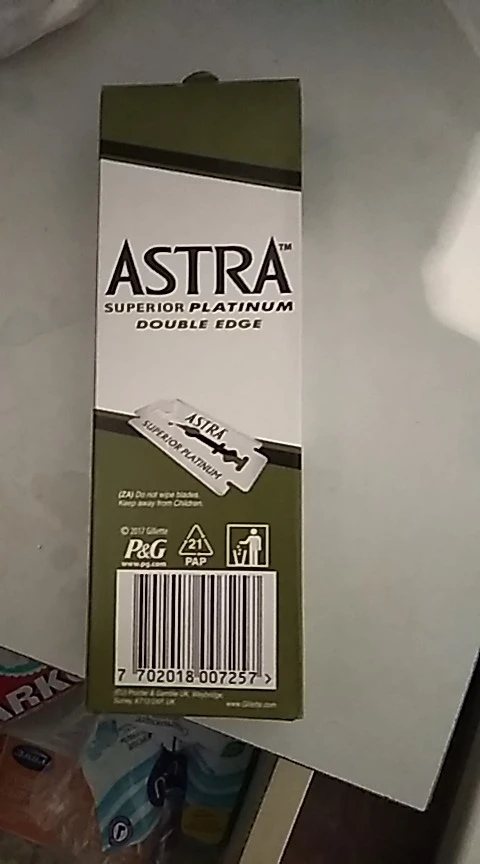 ASTRA™
SUPERIOR PLATINUM
DOUBLE EDGE
ASTRA
SUPERIOR PLATINUM
(ZA) Do not wipe blades.
Keep away from Children.
© 2017 Gillette
P&G
www.pg.com
21
PAP
7 702018 007257 >
(EU) Procter & Gamble UK, Weybridge,
Surrey, KT13 0XP, UK
www.Gillette.com
ARK